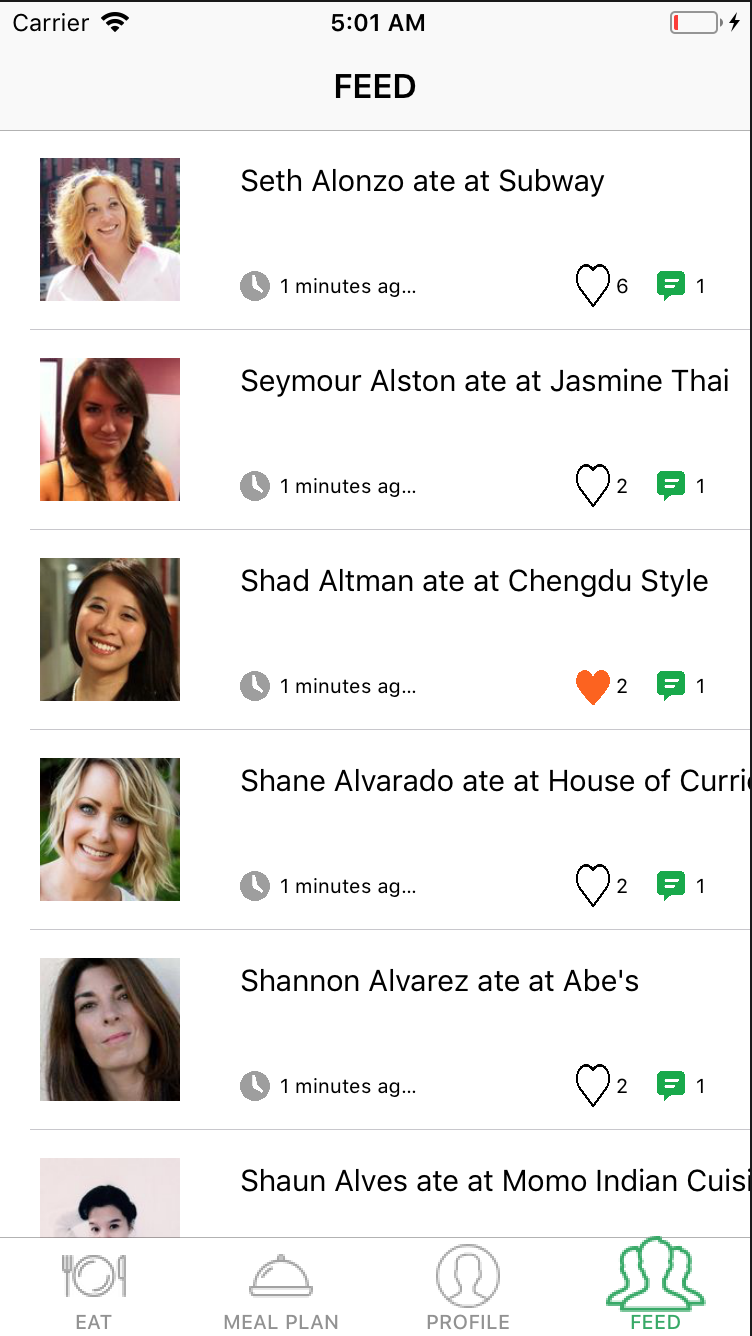 Carrier 5:01 AM
FEED
Seth Alonzo ate at Subway
1 minutes ag... 6 1
Seymour Alston ate at Jasmine Thai
1 minutes ag... 2 1
Shad Altman ate at Chengdu Style
1 minutes ag... 2 1
Shane Alvarado ate at House of Curri
1 minutes ag... 2 1
Shannon Alvarez ate at Abe's
1 minutes ag... 2 1
Shaun Alves ate at Momo Indian Cuisi
EAT MEAL PLAN PROFILE FEED